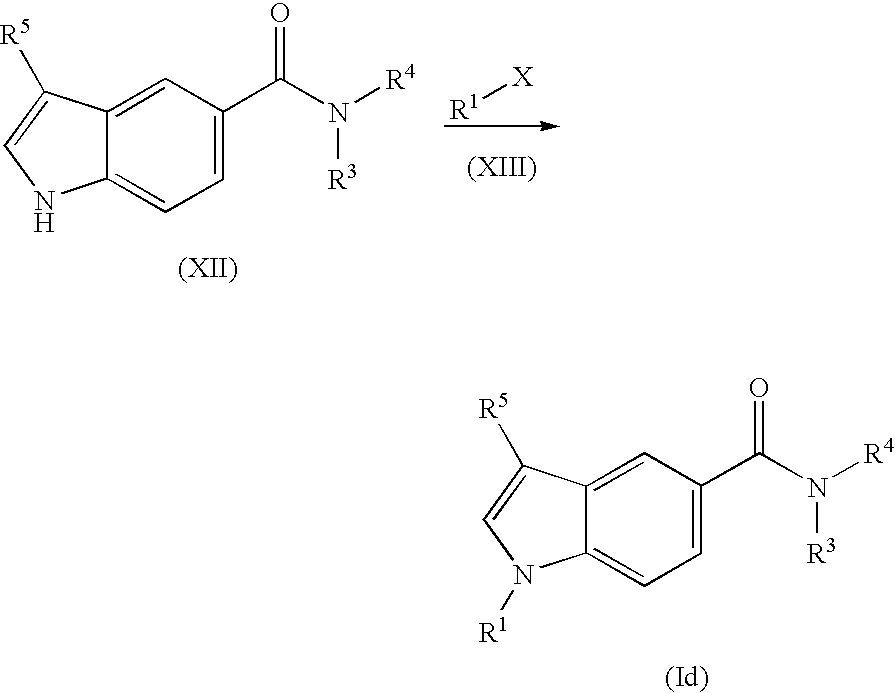 O
R⁵
R⁴
N
R³
N
H
(XII)
R¹ X
(XIII)
O
R⁵
R⁴
N
R³
N
R¹
(Id)